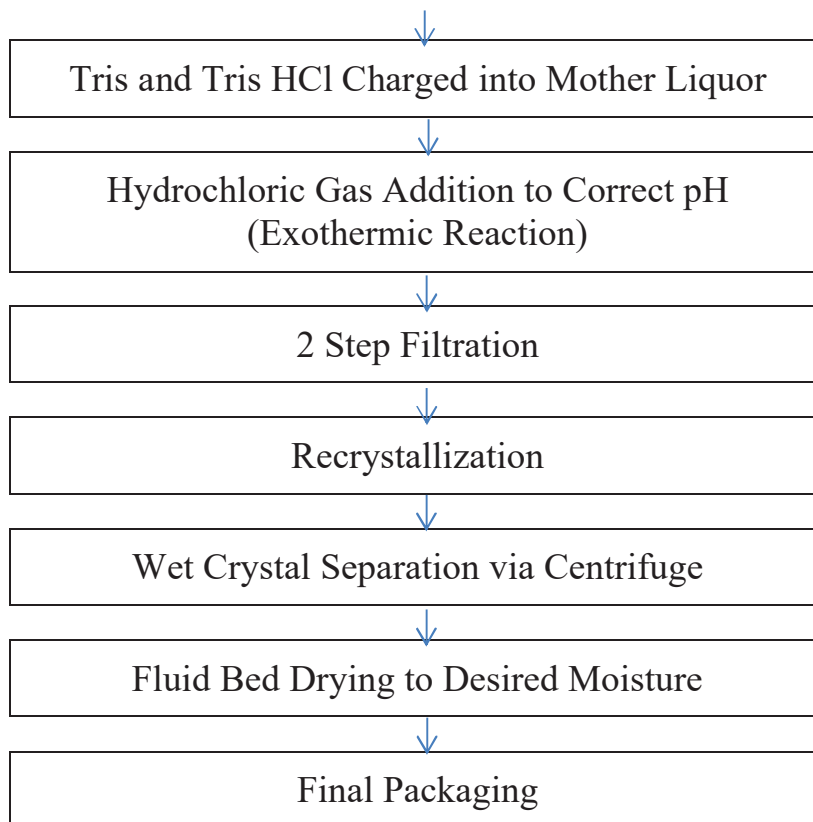 Tris and Tris HCl Charged into Mother Liquor
Hydrochloric Gas Addition to Correct pH
(Exothermic Reaction)
2 Step Filtration
Recrystallization
Wet Crystal Separation via Centrifuge
Fluid Bed Drying to Desired Moisture
Final Packaging